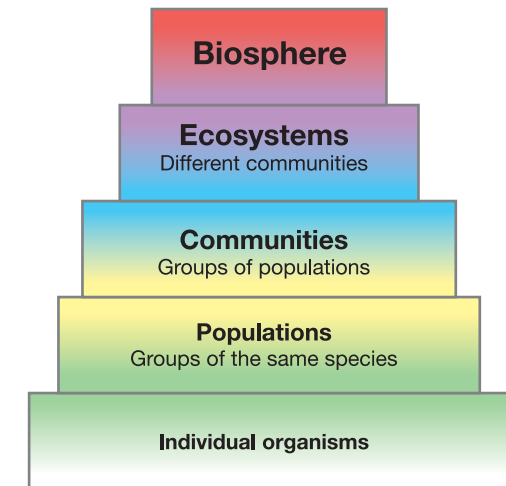 Biosphere
Ecosystems
Different communities
Communities
Groups of populations
Populations
Groups of the same species
Individual organisms